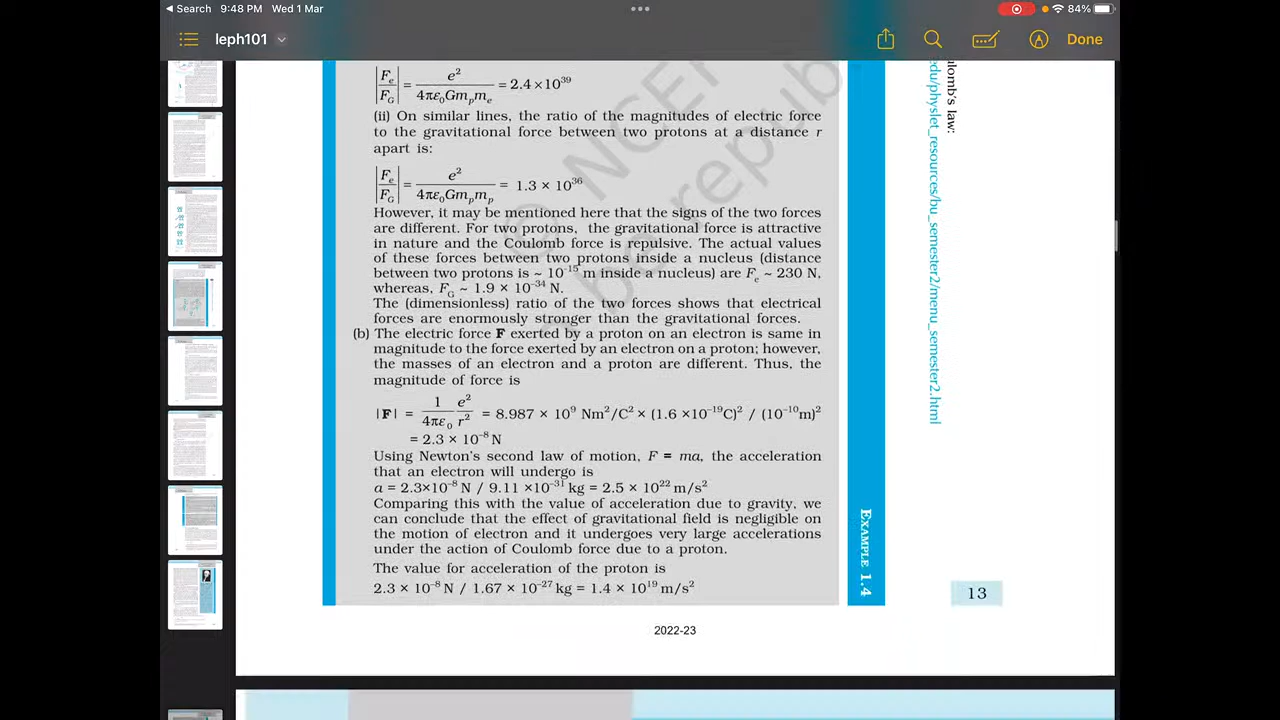 Search 9:48 PM Wed 1 Mar 84%
leph101 Done
= 2.4 × 10³⁹
On similar lines, the ratio of the magnitudes of electric force
to the gravitational force between two protons at a distance r
apart is:
e²
4πε
1.3 × 10³⁶
However, it may be mentioned here that the signs of the two forces
are different. For two protons, the gravitational force is attractive
in nature and the Coulomb force is repulsive. The actual values
of these forces between two protons inside a nucleus (distance
between two protons is ~ 10⁻¹⁵ m inside a nucleus) are Fₑ ~ 230 N,
whereas, F_G ~ 1.9 × 10⁻³⁴ N.
The (dimensionless) ratio of the two forces shows that electrical
forces are enormously stronger than the gravitational forces.
(b) The electric force F exerted by a proton on an electron is same in
magnitude to the force exerted by an electron on a proton; however,
the masses of an electron and a proton are different. Thus, the
magnitude of force is
|F| = 1 e² = 8.987 × 10⁹ Nm²/C² × (1.6 ×10⁻¹⁹C)² / (10⁻¹⁰m)²
4πε₀ r²
= 2.3 × 10⁻⁸ N
Using Newton's second law of motion, F = ma, the acceleration
that an electron will undergo is
a = 2.3×10⁻⁸ N / 9.11 ×10⁻³¹ kg = 2.5 × 10²² m/s²
Comparing this with the value of acceleration due to gravity, we
can conclude that the effect of gravitational field is negligible on
the motion of electron and it undergoes very large accelerations
under the action of Coulomb force due to a proton.
The value for acceleration of the proton is
2.3 × 10⁻⁸ N / 1.67 × 10⁻²⁷ kg = 1.4 × 10¹⁹ m/s²
EXAMPLE 1.4
ulomb's law:
edu/physlet_resources/bu_semester2/menu_semester2.html
13
2022-23